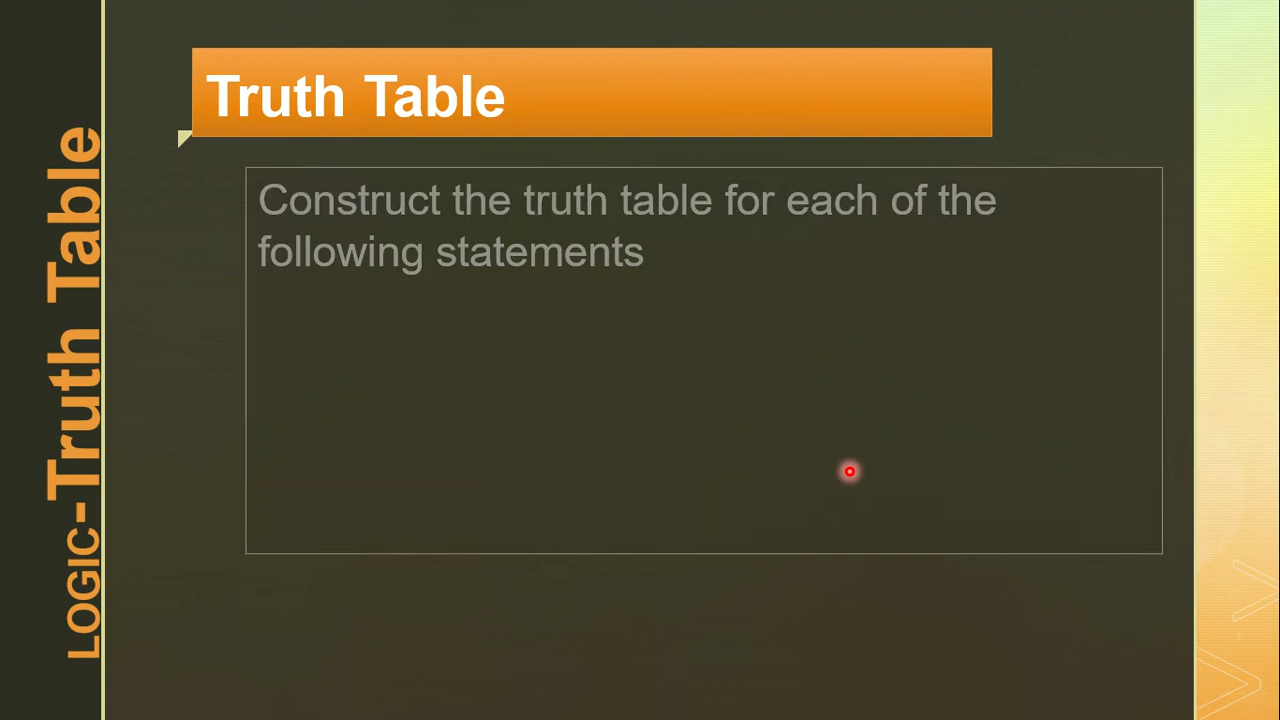 LOGIC-Truth Table
Truth Table
Construct the truth table for each of the
following statements